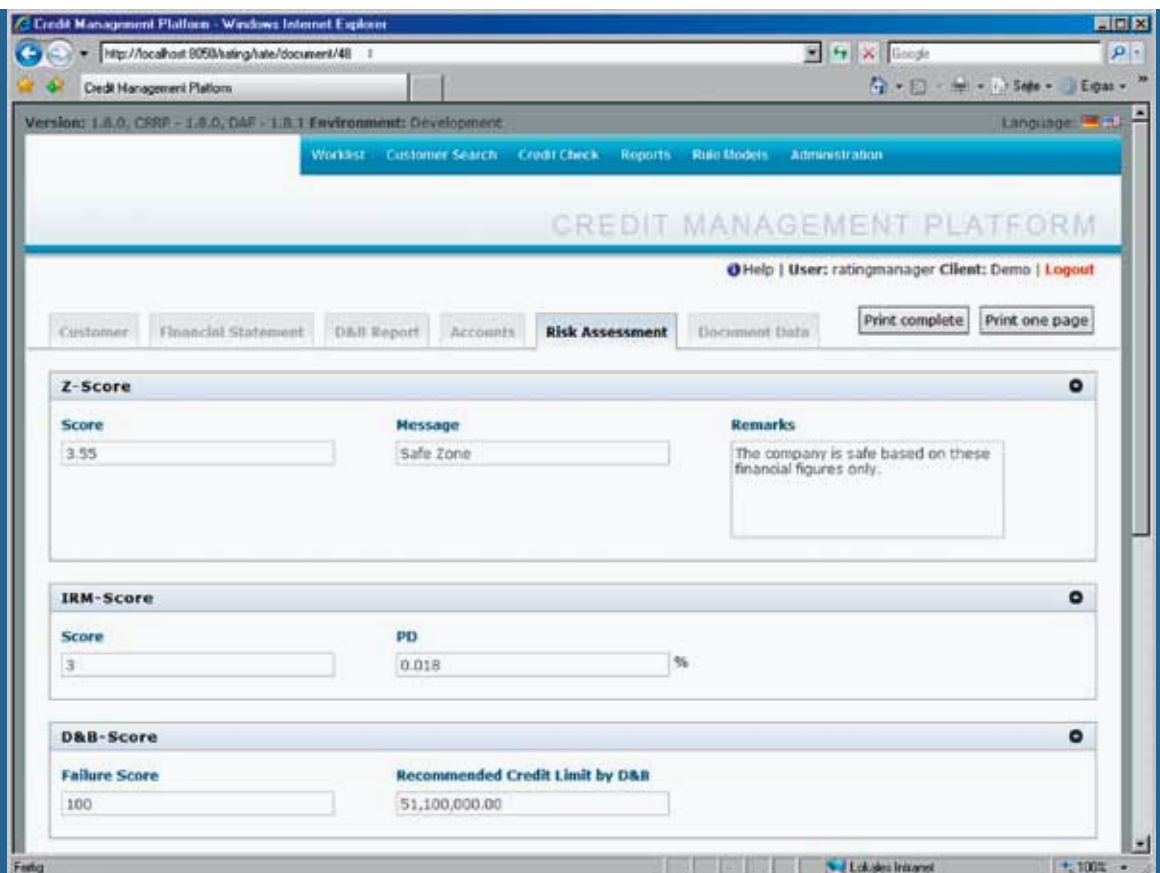 Credit Management Platform - Windows Internet Explorer
http://localhost:8050/rating/rate/document/48
Google
Credit Management Platform
Seite
Extras
Version: 1.8.0, CRRP - 1.8.0, DAF - 1.8.1 Environment: Development
Language:
Worklist Customer Search Credit Check Reports Rule Models Administration
CREDIT MANAGEMENT PLATFORM
Help | User: ratingmanager Client: Demo | Logout
Customer Financial Statement D&B Report Accounts Risk Assessment Document Data Print complete Print one page
Z-Score
Score Message Remarks
3.55 Safe Zone The company is safe based on these
financial figures only.
IRM-Score
Score PD
3 0.018 %
D&B-Score
Failure Score Recommended Credit Limit by D&B
100 51,100,000.00
Fertig Lokales Intranet 100%